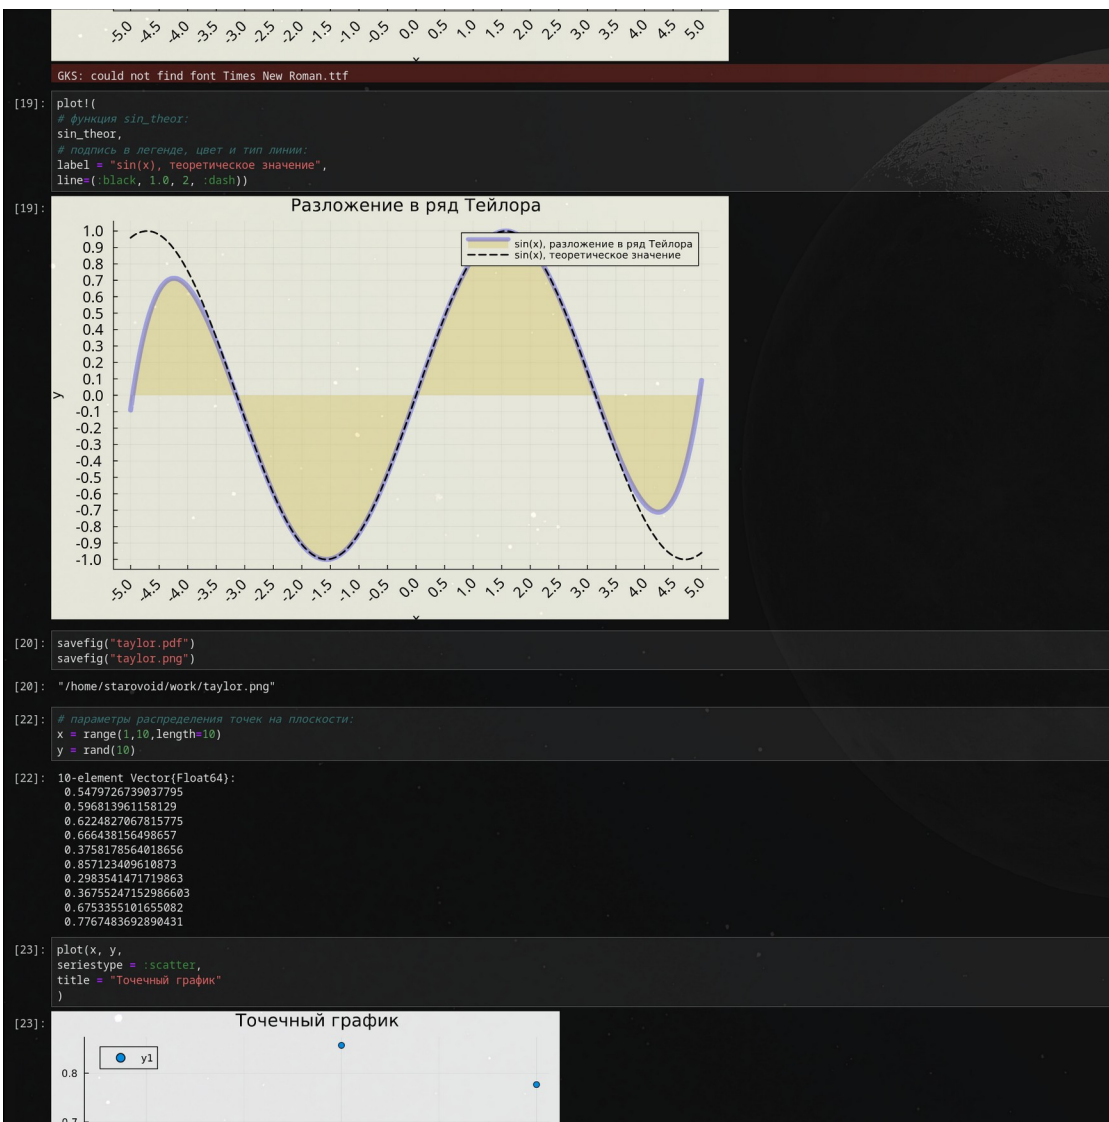 -5.0 -4.5 -4.0 -3.5 -3.0 -2.5 -2.0 -1.5 -1.0 -0.5 0.0 0.5 1.0 1.5 2.0 2.5 3.0 3.5 4.0 4.5 5.0
GKS: could not find font Times New Roman.ttf
[19]: plot!(
# функция sin_theor:
sin_theor,
# подпись в легенде, цвет и тип линии:
label = "sin(x), теоретическое значение",
line=(:black, 1.0, 2, :dash))
[19]:
Разложение в ряд Тейлора
sin(x), разложение в ряд Тейлора
sin(x), теоретическое значение
1.0
0.9
0.8
0.7
0.6
0.5
0.4
0.3
0.2
0.1
0.0
-0.1
-0.2
-0.3
-0.4
-0.5
-0.6
-0.7
-0.8
-0.9
-1.0
y
-5.0 -4.5 -4.0 -3.5 -3.0 -2.5 -2.0 -1.5 -1.0 -0.5 0.0 0.5 1.0 1.5 2.0 2.5 3.0 3.5 4.0 4.5 5.0
[20]: savefig("taylor.pdf")
savefig("taylor.png")
[20]: "/home/starovoid/work/taylor.png"
[22]: # параметры распределения точек на плоскости:
x = range(1,10,length=10)
y = rand(10)
[22]: 10-element Vector{Float64}:
0.5479726739037795
0.596813961158129
0.6224827067815775
0.666438156498657
0.3758178564018656
0.857123409610873
0.2983541471719863
0.36755247152986603
0.6753355101655082
0.7767483692890431
[23]: plot(x, y,
seriestype = :scatter,
title = "Точечный график"
)
[23]:
Точечный график
y1
0.8